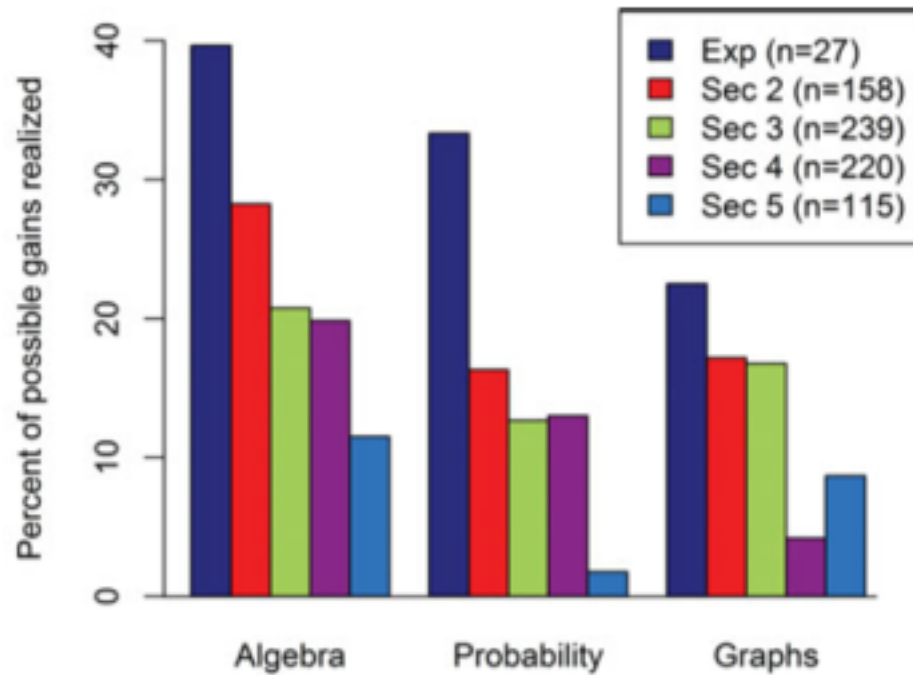 Percent of possible gains realized
40
30
20
10
0
Exp (n=27)
Sec 2 (n=158)
Sec 3 (n=239)
Sec 4 (n=220)
Sec 5 (n=115)
Algebra
Probability
Graphs